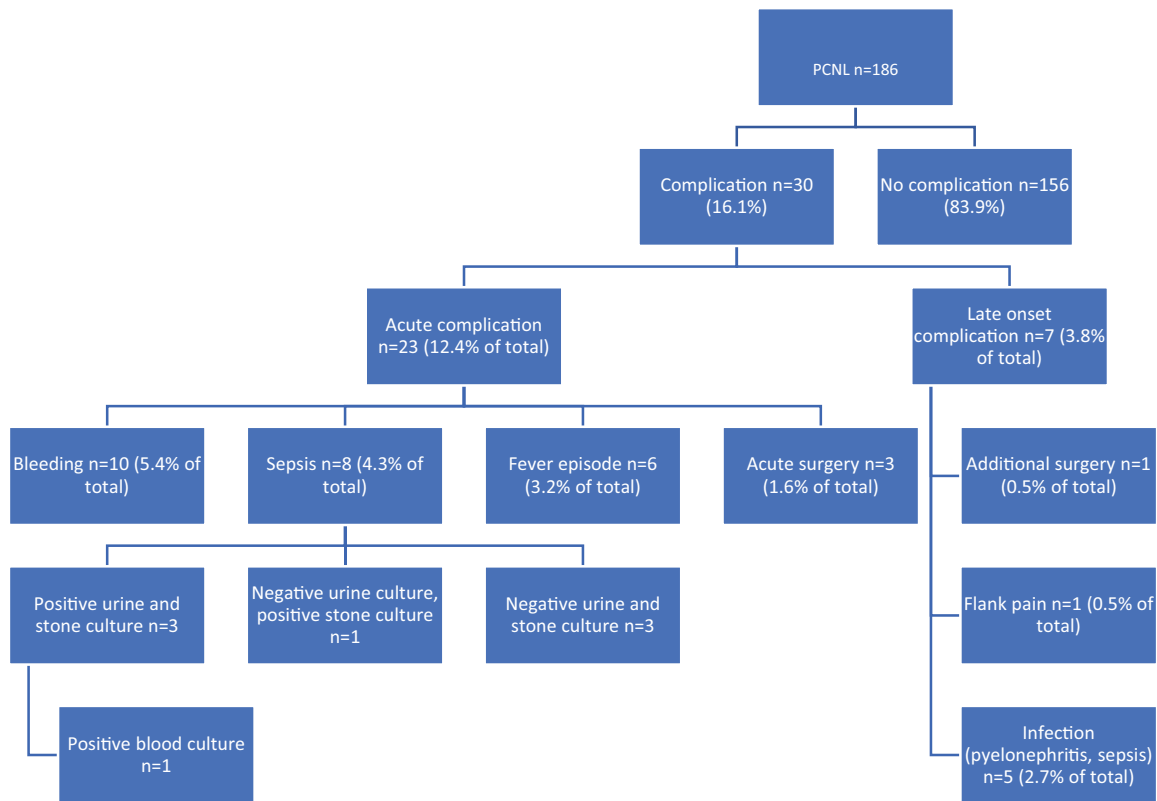 PCNL n=186
Complication n=30
(16.1%)
No complication n=156
(83.9%)
Acute complication
n=23 (12.4% of total)
Late onset
complication n=7 (3.8%
of total)
Bleeding n=10 (5.4% of
total)
Sepsis n=8 (4.3% of
total)
Fever episode n=6
(3.2% of total)
Acute surgery n=3
(1.6% of total)
Additional surgery n=1
(0.5% of total)
Positive urine and
stone culture n=3
Negative urine culture,
positive stone culture
n=1
Negative urine and
stone culture n=3
Flank pain n=1 (0.5% of
total)
Positive blood culture
n=1
Infection
(pyelonephritis, sepsis)
n=5 (2.7% of total)